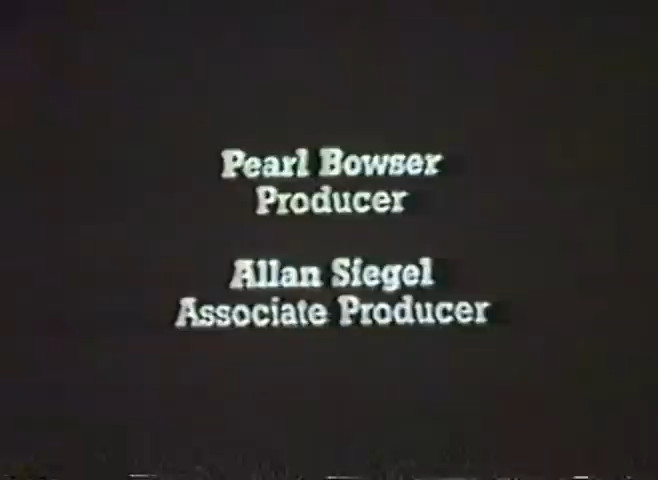 Pearl Bowser
Producer
Allan Siegel
Associate Producer